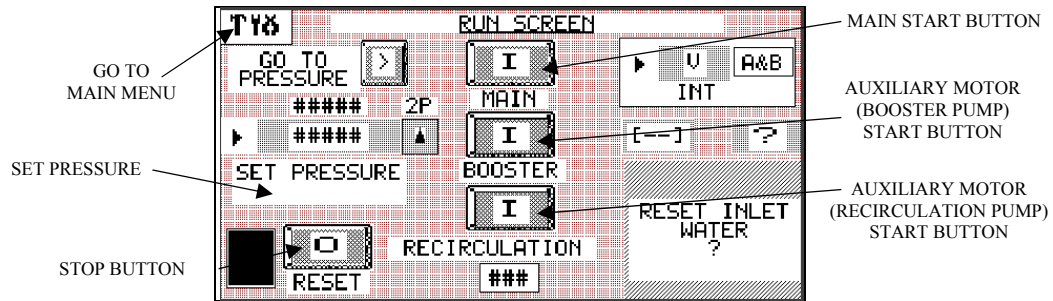 RUN SCREEN
MAIN START BUTTON
GO TO
PRESSURE
>
I
V
A&B
INT
GO TO
MAIN MENU
#####
2P
MAIN
AUXILIARY MOTOR
(BOOSTER PUMP)
START BUTTON
#####
I
[--]
?
SET PRESSURE
SET PRESSURE
BOOSTER
I
RESET INLET
WATER
?
AUXILIARY MOTOR
(RECIRCULATION PUMP)
START BUTTON
STOP BUTTON
O
RESET
RECIRCULATION
###